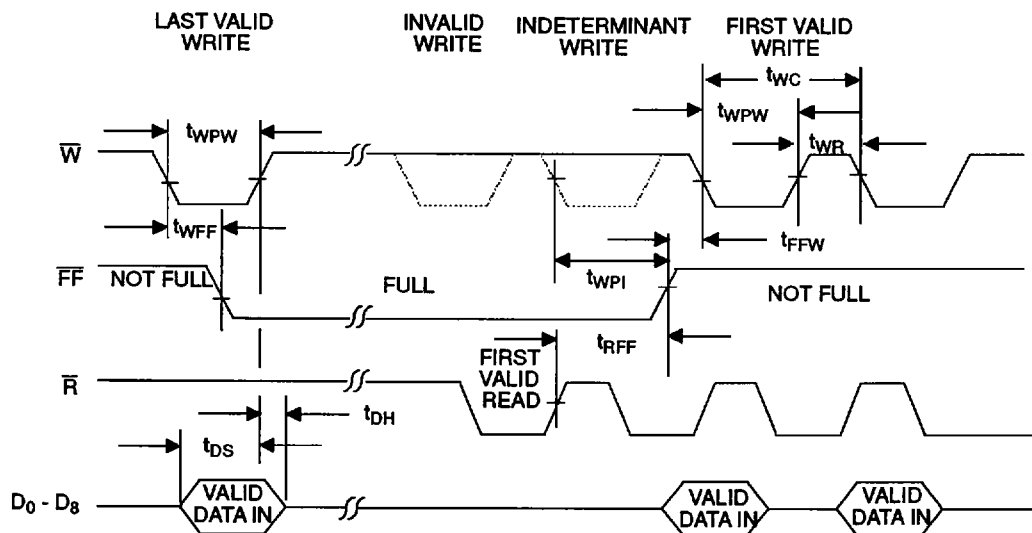 LAST VALID
WRITE
INVALID
WRITE
INDETERMINANT
WRITE
FIRST VALID
WRITE
tWC
tWPW
tWPW
tWR
W̅
tWFF
tFFW
F̅F̅
NOT FULL
FULL
tWPI
NOT FULL
tRFF
FIRST
VALID
READ
R̅
tDH
tDS
D0 - D8
VALID
DATA IN
VALID
DATA IN
VALID
DATA IN